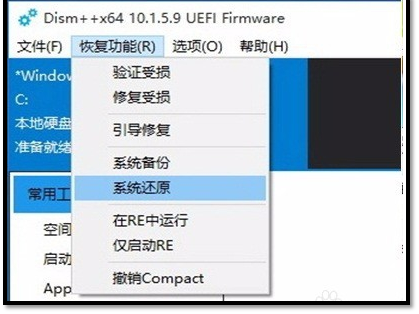 Dism++x64 10.1.5.9 UEFI Firmware
文件(F) 恢复功能(R) 选项(O) 帮助(H)
*Window
C:
本地硬盘
准备就绪
验证受损
修复受损
引导修复
系统备份
系统还原
在RE中运行
仅启动RE
撤销Compact
常用工
空间
启动
App